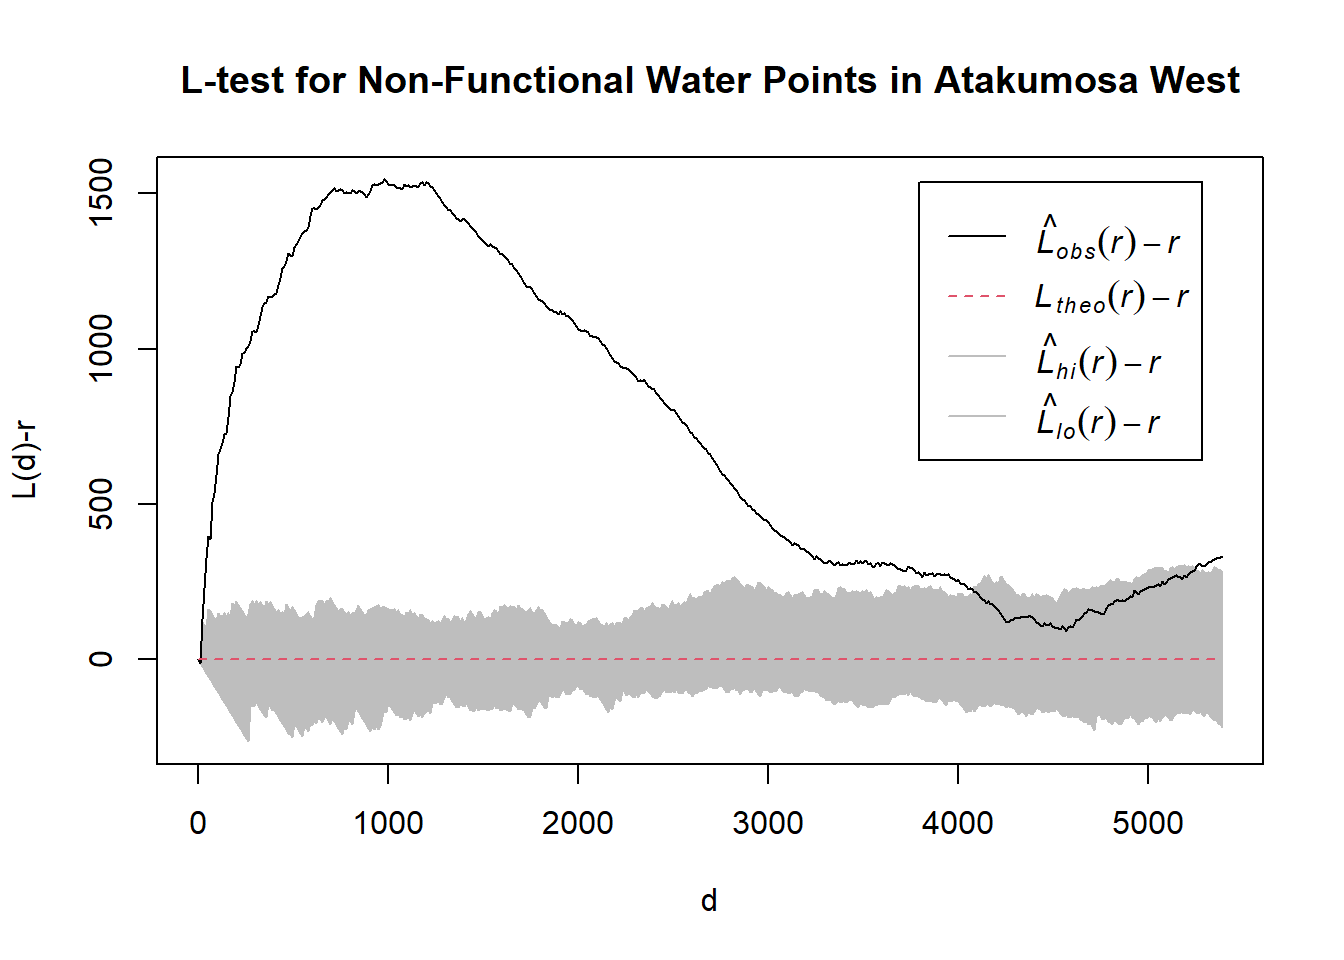 L-test for Non-Functional Water Points in Atakumosa West
L(d)-r
1500
1000
500
0
L̂obs(r) − r
Ltheo(r) − r
L̂hi(r) − r
L̂lo(r) − r
0 1000 2000 3000 4000 5000
d